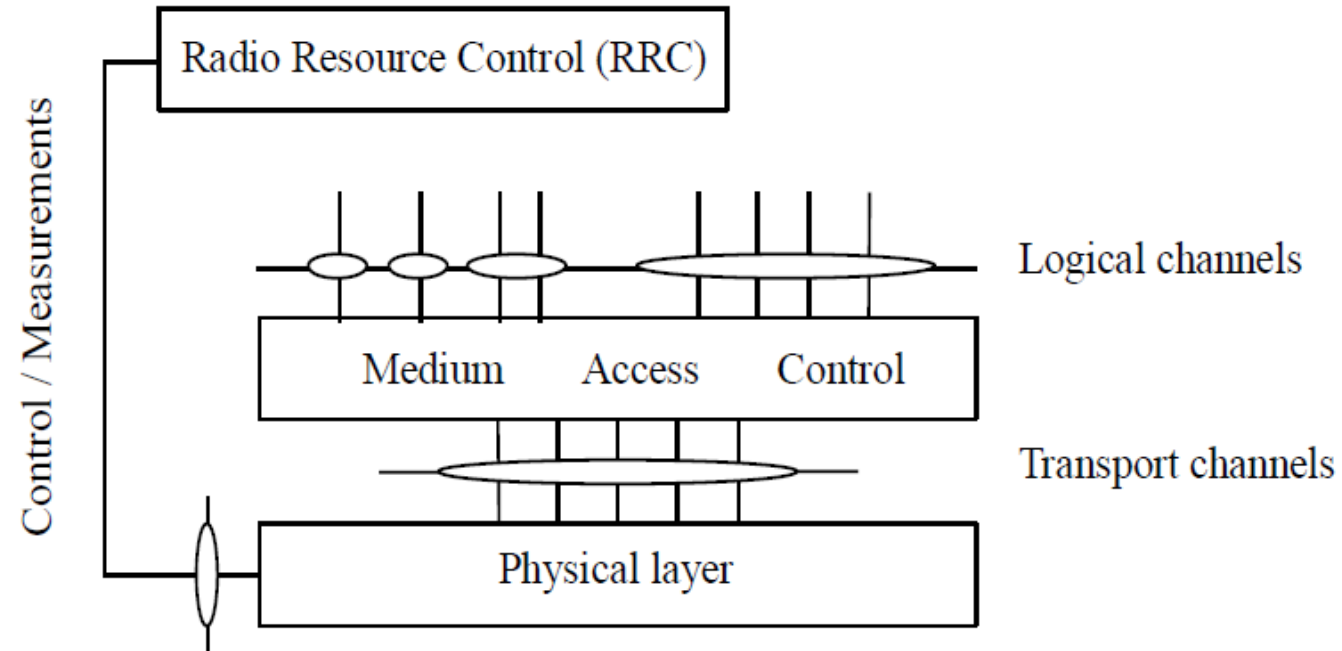 Radio Resource Control (RRC)
Control / Measurements
Logical channels
Medium Access Control
Transport channels
Physical layer